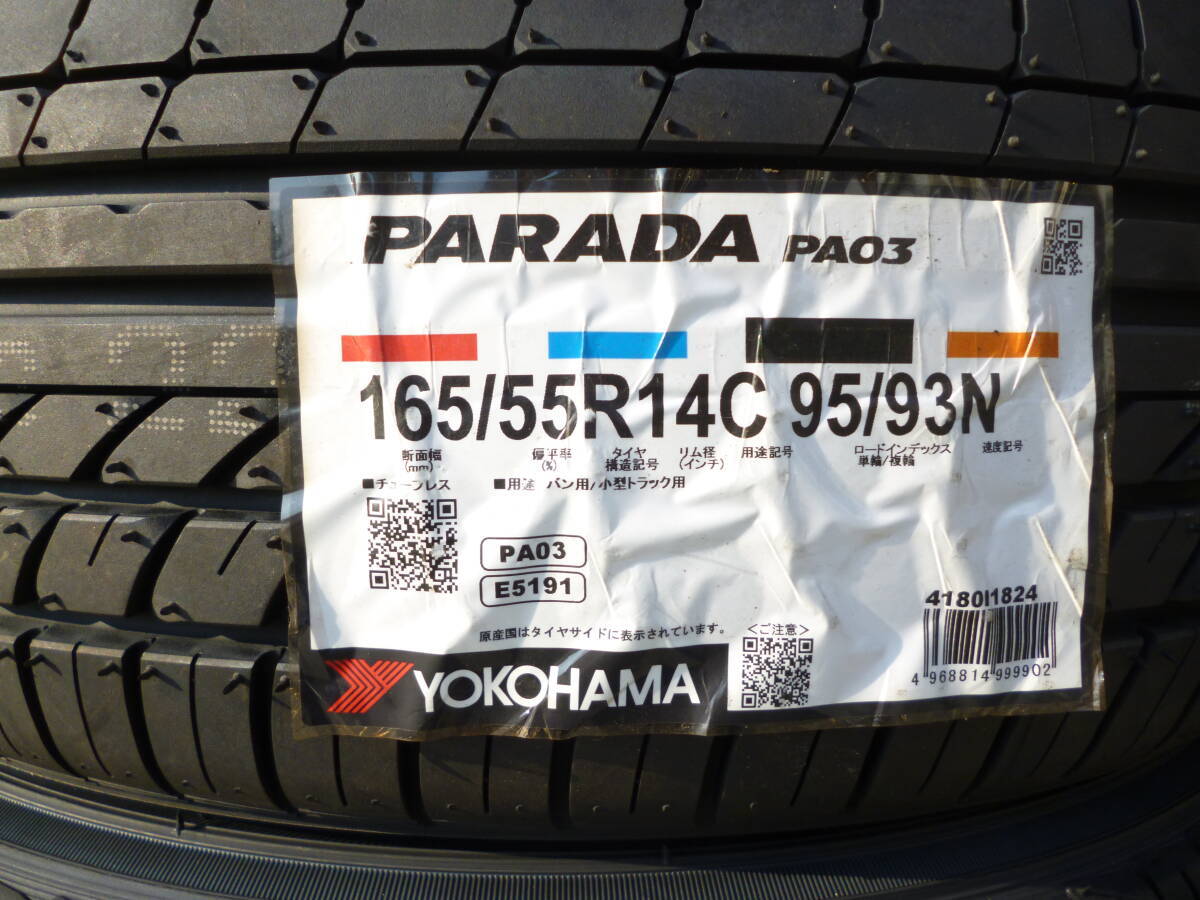 PARADA PA03
165/55R14C 95/93N
断面幅 (mm) 偏平率 (%) タイヤ構造記号 リム径 (インチ) 用途記号 ロードインデックス 単輪/複輪 速度記号
■チューブレス ■用途 バン用/小型トラック用
PA03
E5191
4180I1824
原産国はタイヤサイドに表示されています。
<ご注意>
YOKOHAMA
4968814999902